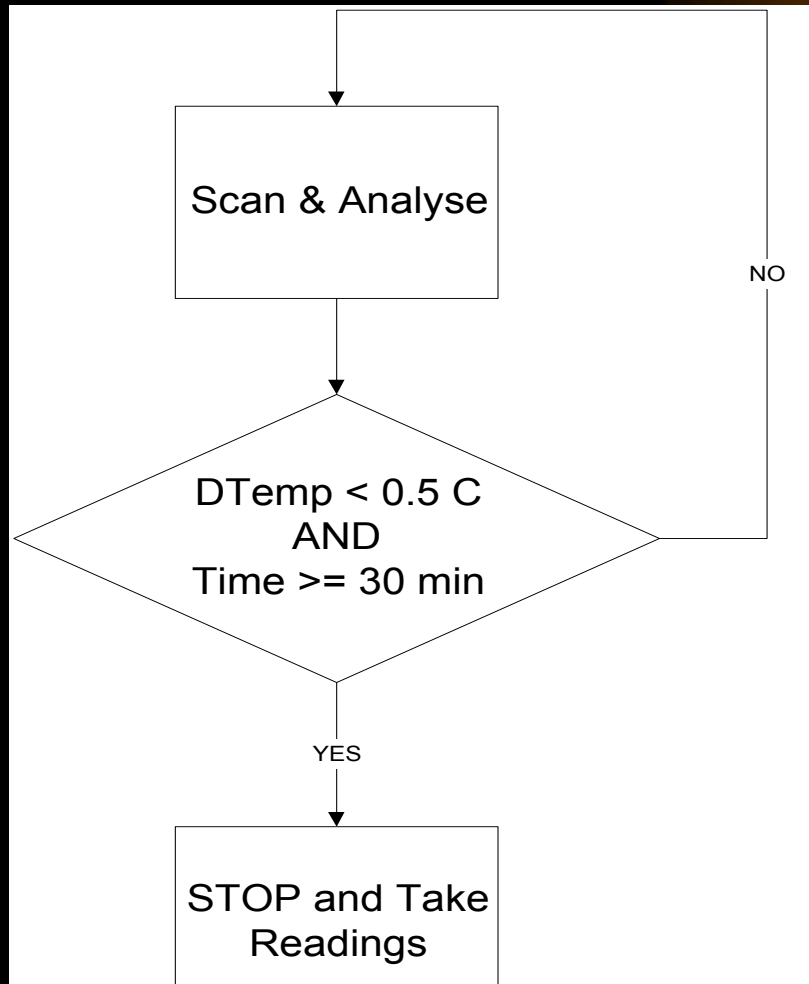 Scan & Analyse
NO
DTemp < 0.5 C
AND
Time >= 30 min
YES
STOP and Take
Readings